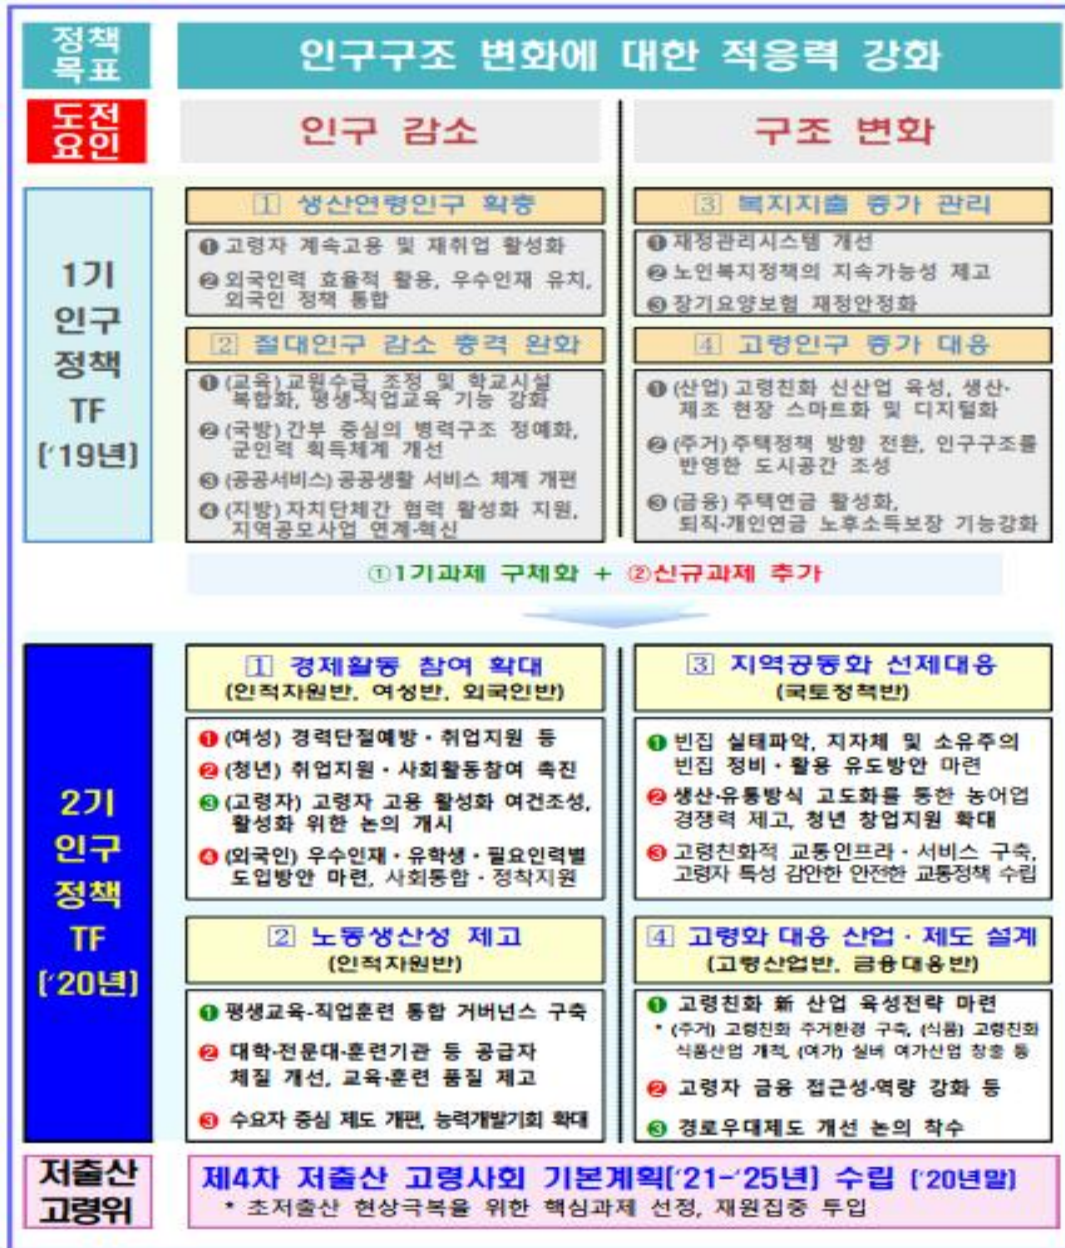 정책
목표
인구구조 변화에 대한 적응력 강화
도전
요인
인구 감소
구조 변화
1기
인구
정책
TF
['19년]
1 생산연령인구 확충
❶ 고령자 계속고용 및 재취업 활성화
❷ 외국인력 효율적 활용, 우수인재 유치,
외국인 정책 통합
2 절대인구 감소 충격 완화
❶ (교육) 교원수급 조정 및 학교시설
복합화, 평생·직업교육 기능 강화
❷ (국방) 간부 중심의 병력구조 정예화,
군인력 획득체계 개선
❸ (공공서비스) 공공생활 서비스 체계 개편
❹ (지방) 자치단체간 협력 활성화 지원,
지역공모사업 연계·혁신
3 복지지출 증가 관리
❶ 재정관리시스템 개선
❷ 노인복지정책의 지속가능성 제고
❸ 장기요양보험 재정안정화
4 고령인구 증가 대응
❶ (산업) 고령친화 신산업 육성, 생산·
제조 현장 스마트화 및 디지털화
❷ (주거) 주택정책 방향 전환, 인구구조를
반영한 도시공간 조성
❸ (금융) 주택연금 활성화,
퇴직·개인연금 노후소득보장 기능강화
①1기과제 구체화 + ②신규과제 추가
2기
인구
정책
TF
['20년]
1 경제활동 참여 확대
(인적자원반, 여성반, 외국인반)
❶ (여성) 경력단절예방・취업지원 등
❷ (청년) 취업지원・사회활동참여 촉진
❸ (고령자) 고령자 고용 활성화 여건조성,
활성화 위한 논의 개시
❹ (외국인) 우수인재・유학생・필요인력별
도입방안 마련, 사회통합・정착지원
2 노동생산성 제고
(인적자원반)
❶ 평생교육-직업훈련 통합 거버넌스 구축
❷ 대학·전문대·훈련기관 등 공급자
체질 개선, 교육·훈련 품질 제고
❸ 수요자 중심 제도 개편, 능력개발기회 확대
3 지역공동화 선제대응
(국토정책반)
❶ 빈집 실태파악, 지자체 및 소유주의
빈집 정비・활용 유도방안 마련
❷ 생산·유통방식 고도화를 통한 농어업
경쟁력 제고, 청년 창업지원 확대
❸ 고령친화적 교통인프라・서비스 구축,
고령자 특성 감안한 안전한 교통정책 수립
4 고령화 대응 산업・제도 설계
(고령산업반, 금융대응반)
❶ 고령친화 新 산업 육성전략 마련
* (주거) 고령친화 주거환경 구축, (식품) 고령친화
식품산업 개척, (여가) 실버 여가산업 창출 등
❷ 고령자 금융 접근성·역량 강화 등
❸ 경로우대제도 개선 논의 착수
저출산
고령위
제4차 저출산 고령사회 기본계획['21-'25년] 수립 ['20년말]
* 초저출산 현상극복을 위한 핵심과제 선정, 재원집중 투입